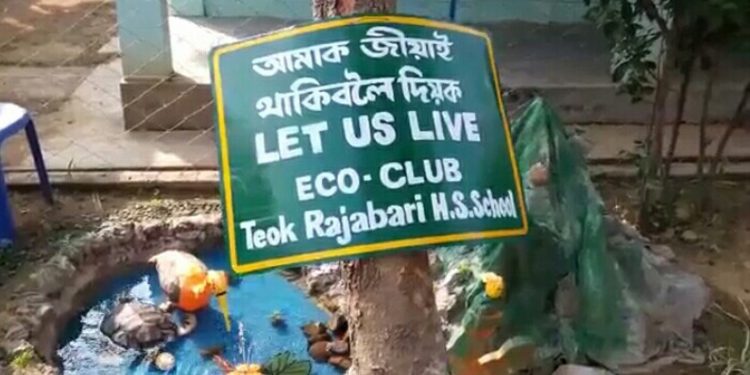 আমাক জীয়াই
থাকিবলৈ দিয়ক
LET US LIVE
ECO - CLUB
Teok Rajabari H.S.School